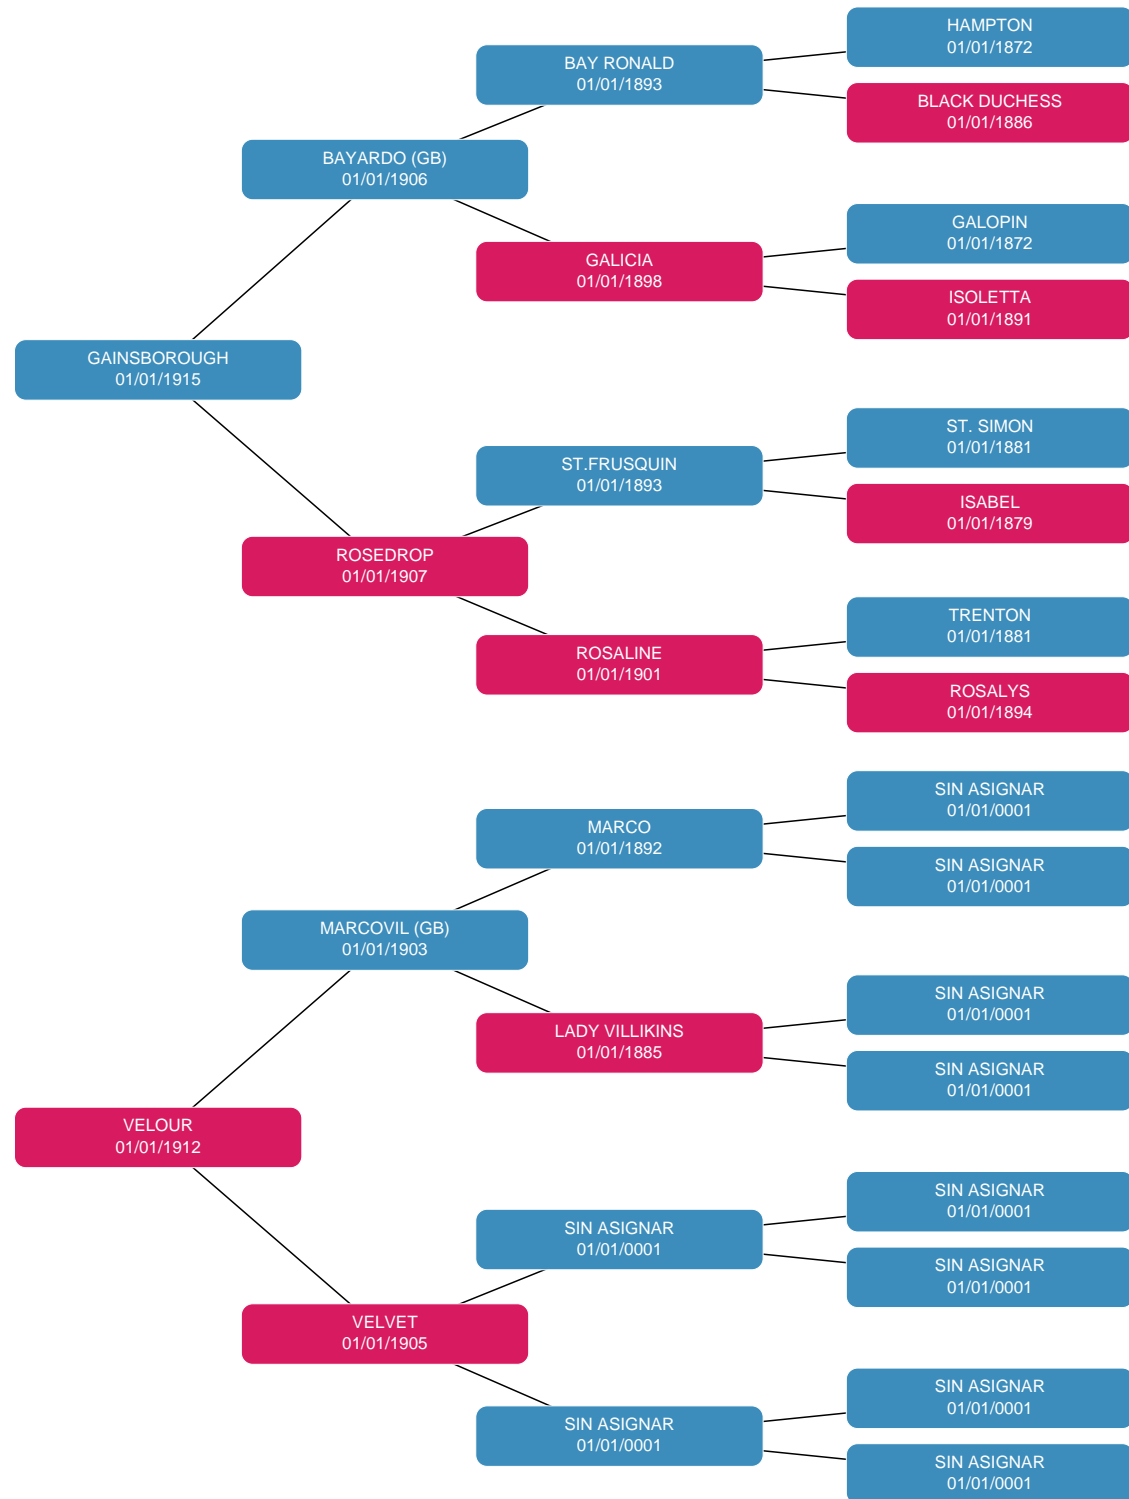 HAMPTON
01/01/1872
BAY RONALD
01/01/1893
BLACK DUCHESS
01/01/1886
BAYARDO (GB)
01/01/1906
GALOPIN
01/01/1872
GALICIA
01/01/1898
ISOLETTA
01/01/1891
GAINSBOROUGH
01/01/1915
ST. SIMON
01/01/1881
ST.FRUSQUIN
01/01/1893
ISABEL
01/01/1879
ROSEDROP
01/01/1907
TRENTON
01/01/1881
ROSALINE
01/01/1901
ROSALYS
01/01/1894
SIN ASIGNAR
01/01/0001
MARCO
01/01/1892
SIN ASIGNAR
01/01/0001
MARCOVIL (GB)
01/01/1903
SIN ASIGNAR
01/01/0001
LADY VILLIKINS
01/01/1885
SIN ASIGNAR
01/01/0001
VELOUR
01/01/1912
SIN ASIGNAR
01/01/0001
SIN ASIGNAR
01/01/0001
SIN ASIGNAR
01/01/0001
VELVET
01/01/1905
SIN ASIGNAR
01/01/0001
SIN ASIGNAR
01/01/0001
SIN ASIGNAR
01/01/0001